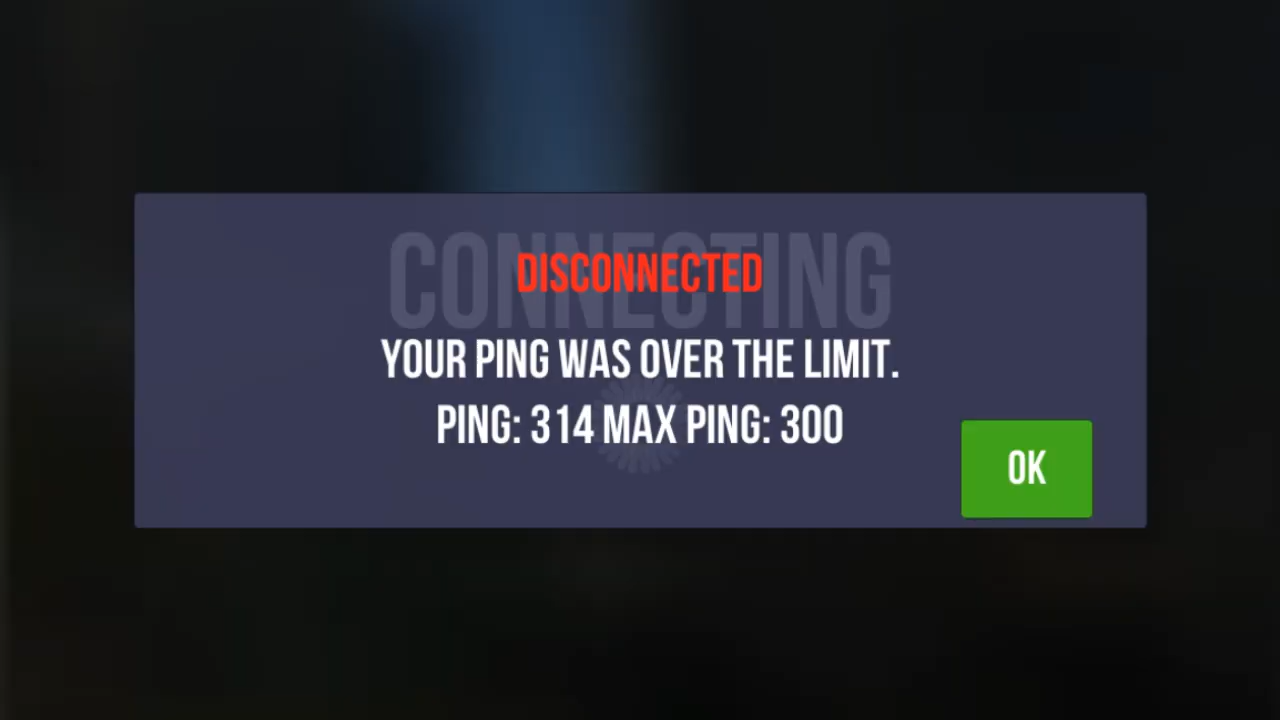 CONNECTING
DISCONNECTED
YOUR PING WAS OVER THE LIMIT.
PING: 314 MAX PING: 300
OK